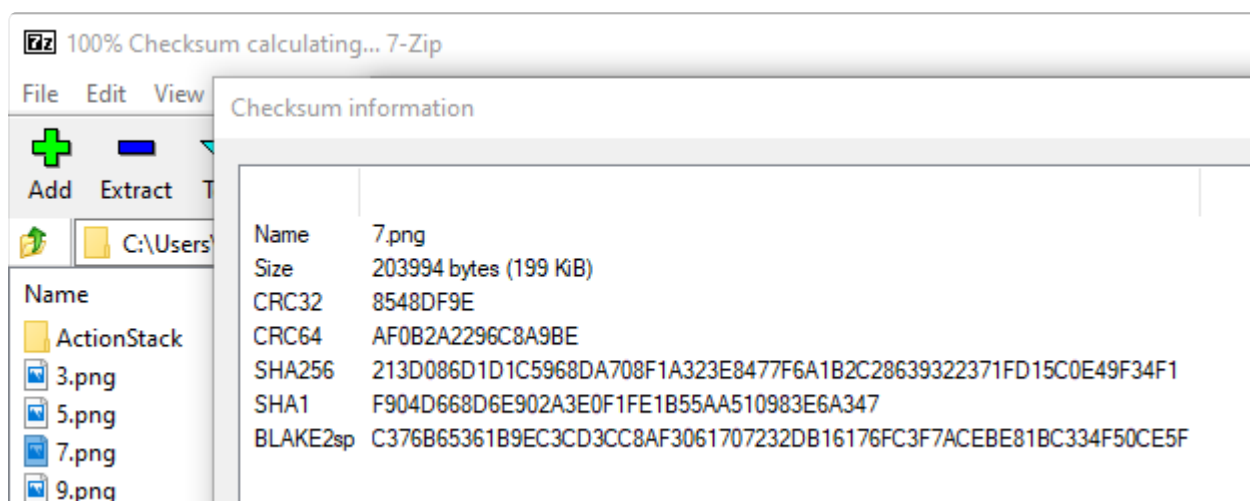 100% Checksum calculating... 7-Zip
File Edit View
Checksum information
Add Extract T
C:\Users\
Name
ActionStack
3.png
5.png
7.png
9.png
Name 7.png
Size 203994 bytes (199 KiB)
CRC32 8548DF9E
CRC64 AF0B2A2296C8A9BE
SHA256 213D086D1D1C5968DA708F1A323E8477F6A1B2C28639322371FD15C0E49F34F1
SHA1 F904D668D6E902A3E0F1FE1B55AA510983E6A347
BLAKE2sp C376B65361B9EC3CD3CC8AF3061707232DB16176FC3F7ACEBE81BC334F50CE5F